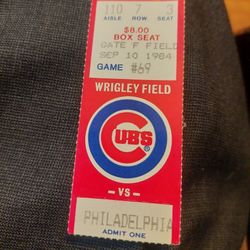 110 7 3
AISLE ROW SEAT
$8.00
BOX SEAT
GATE F FIELD
SEP 10 1984
GAME #69
WRIGLEY FIELD
CUBS
- VS -
PHILADELPHIA
ADMIT ONE